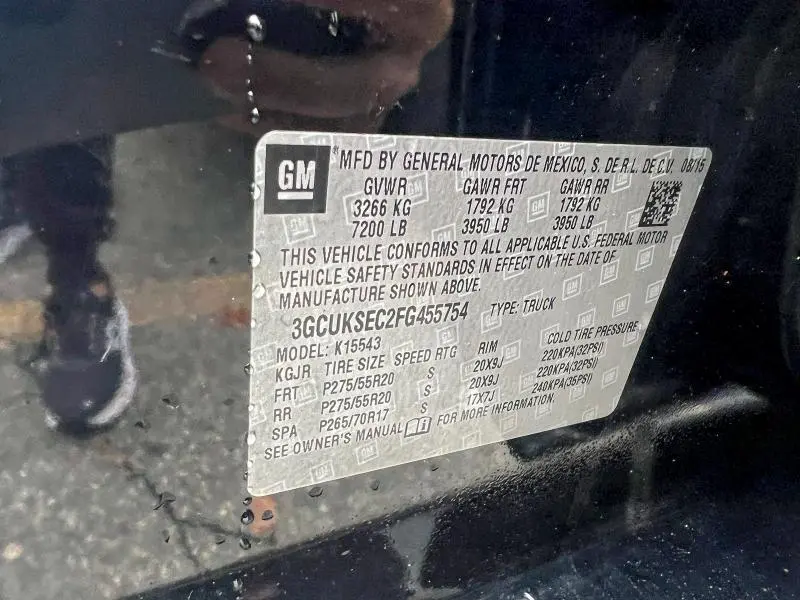 GM
MFD BY GENERAL MOTORS DE MEXICO, S. DE R.L. DE C.V. 08/15
GVWR GAWR FRT GAWR RR
3266 KG 1792 KG 1792 KG
7200 LB 3950 LB 3950 LB
THIS VEHICLE CONFORMS TO ALL APPLICABLE U.S. FEDERAL MOTOR
VEHICLE SAFETY STANDARDS IN EFFECT ON THE DATE OF
MANUFACTURE SHOWN ABOVE.
3GCUKSEC2FG455754 TYPE: TRUCK
MODEL: K15543
KGJR TIRE SIZE SPEED RTG RIM COLD TIRE PRESSURE
FRT P275/55R20 S 20X9J 220KPA(32PSI)
RR P275/55R20 S 20X9J 220KPA(32PSI)
SPA P265/70R17 S 17X7J 240KPA(35PSI)
SEE OWNER'S MANUAL FOR MORE INFORMATION.